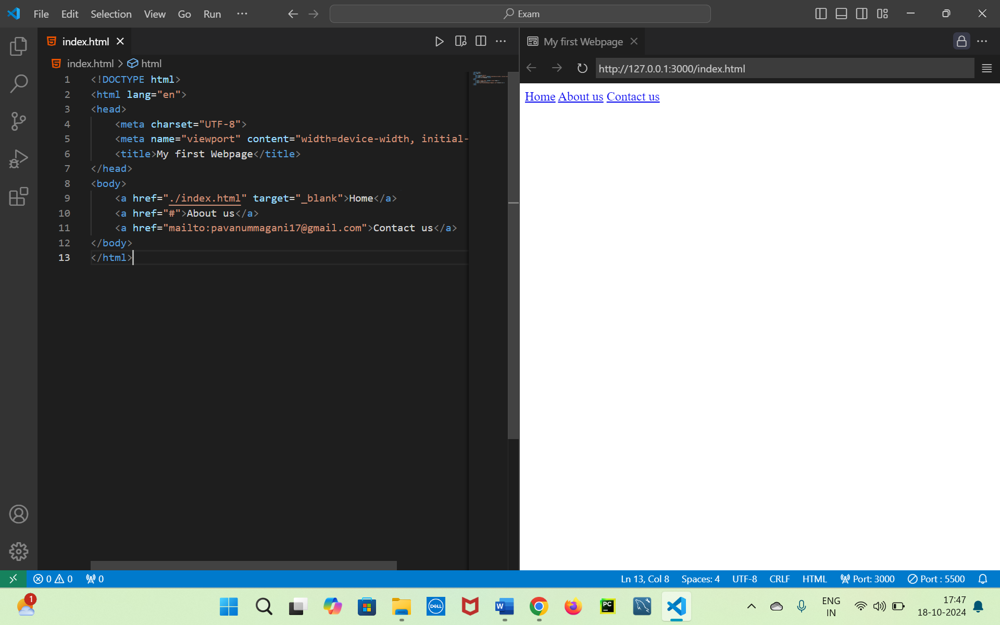 File Edit Selection View Go Run
Exam
index.html
My first Webpage
index.html > html
http://127.0.0.1:3000/index.html
1 <!DOCTYPE html>
2 <html lang="en">
3 <head>
4 <meta charset="UTF-8">
5 <meta name="viewport" content="width=device-width, initial-
6 <title>My first Webpage</title>
7 </head>
8 <body>
9 <a href="./index.html" target="_blank">Home</a>
10 <a href="#">About us</a>
11 <a href="mailto:pavanummagani17@gmail.com">Contact us</a>
12 </body>
13 </html>
Home About us Contact us
0 0 0
Ln 13, Col 8 Spaces: 4 UTF-8 CRLF HTML Port: 3000 Port : 5500
1
DELL
W
PC
ENG
IN
17:47
18-10-2024